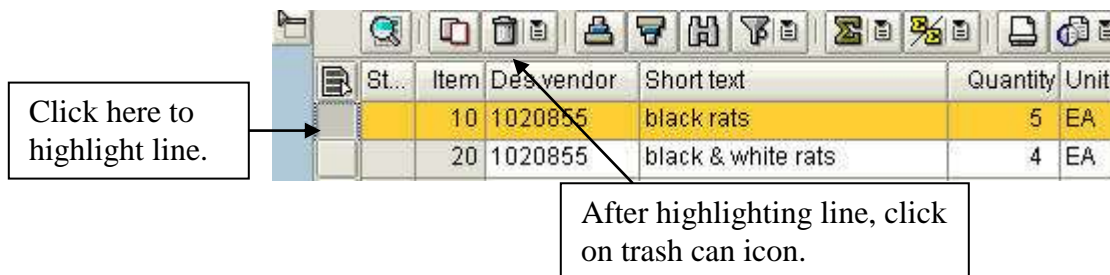 St... Item Des.vendor Short text Quantity Unit
Click here to
highlight line.
10 1020855 black rats 5 EA
20 1020855 black & white rats 4 EA
After highlighting line, click
on trash can icon.